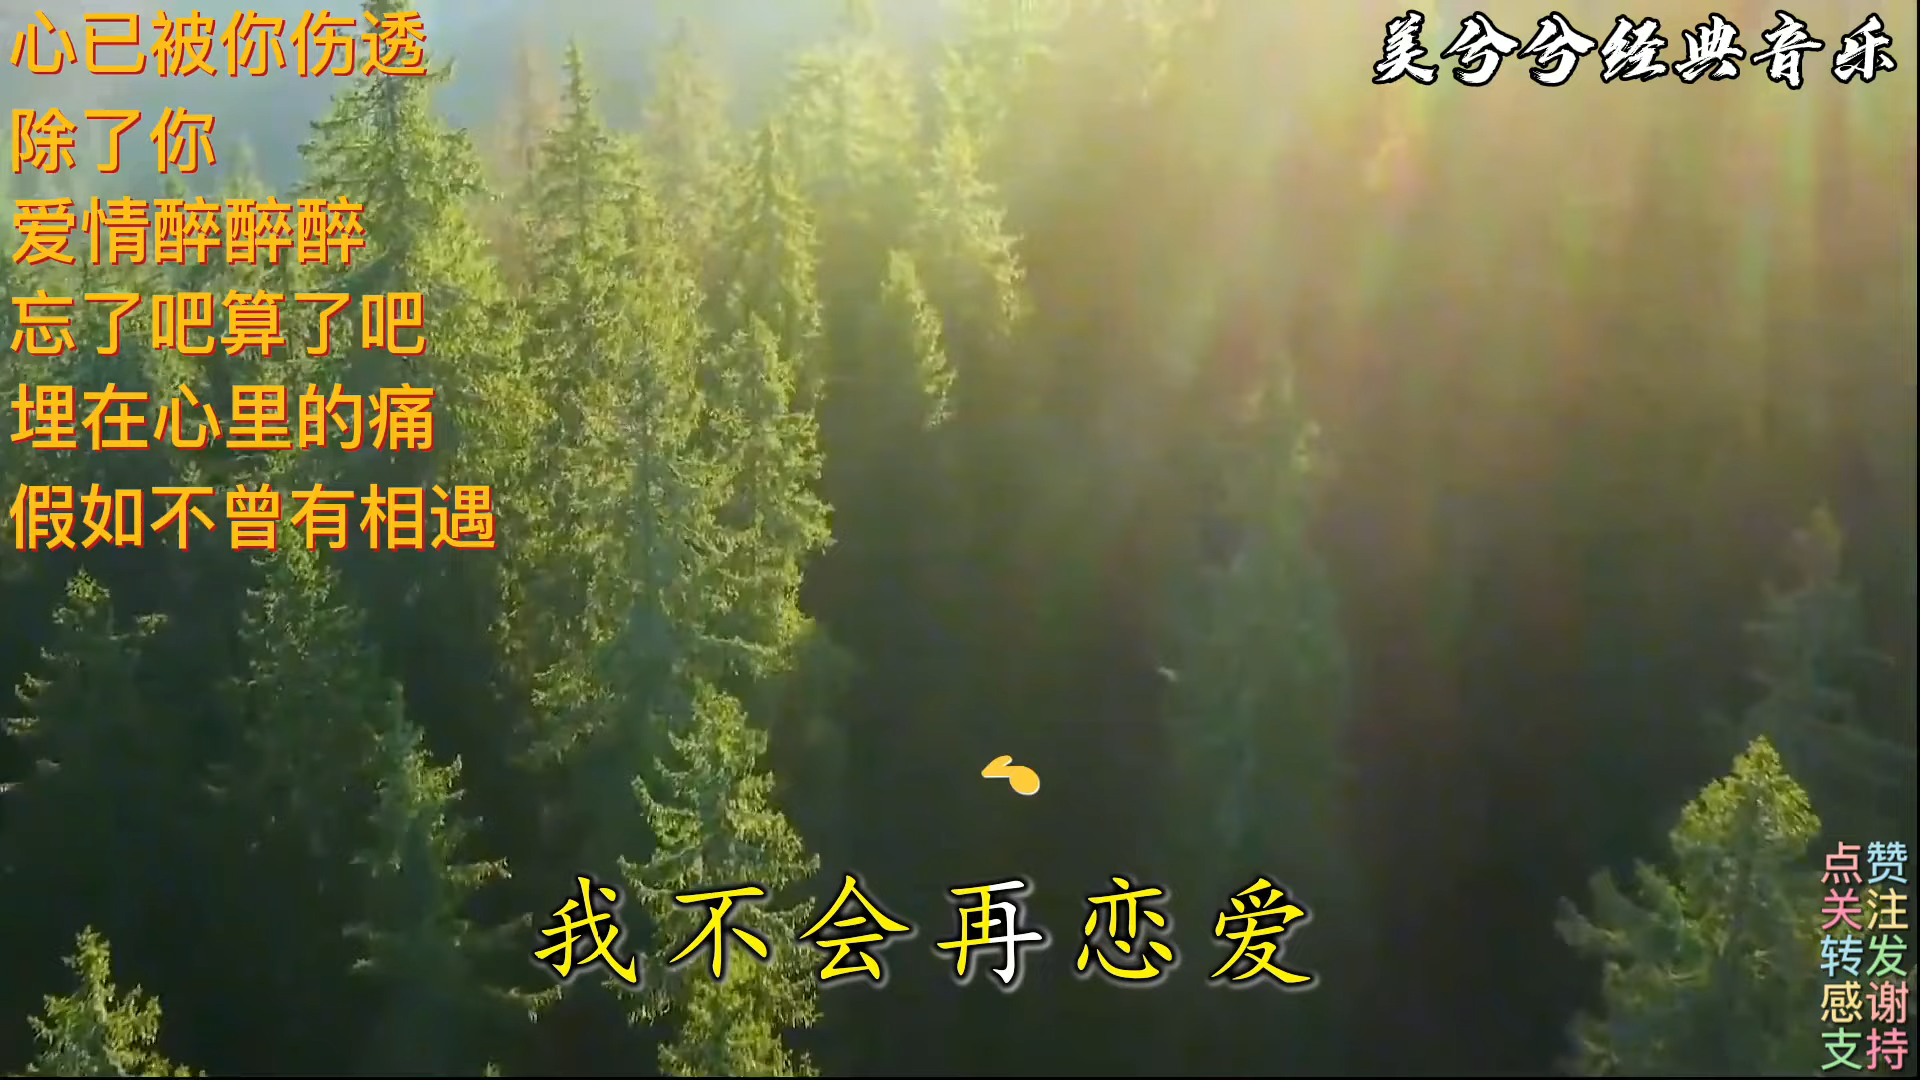 心已被你伤透
除了你
爱情醉醉醉
忘了吧算了吧
埋在心里的痛
假如不曾有相遇
美兮兮经典音乐
我不会再恋爱
点赞
关注
转发
感谢
支持